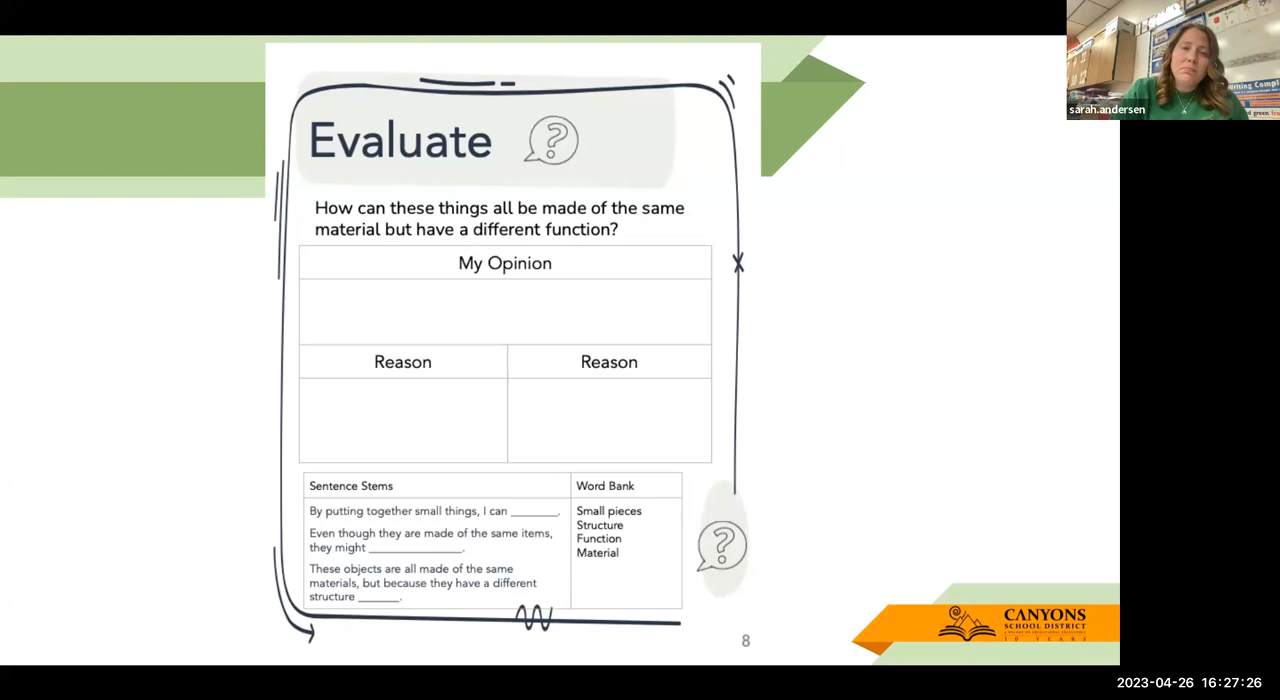 sarah.andersen
Evaluate
How can these things all be made of the same
material but have a different function?
My Opinion
Reason
Reason
Sentence Stems
Word Bank
By putting together small things, I can ________.
Even though they are made of the same items,
they might ________________.
These objects are all made of the same
materials, but because they have a different
structure _______.
Small pieces
Structure
Function
Material
8
CANYONS
SCHOOL DISTRICT
10 YEARS
2023-04-26 16:27:26